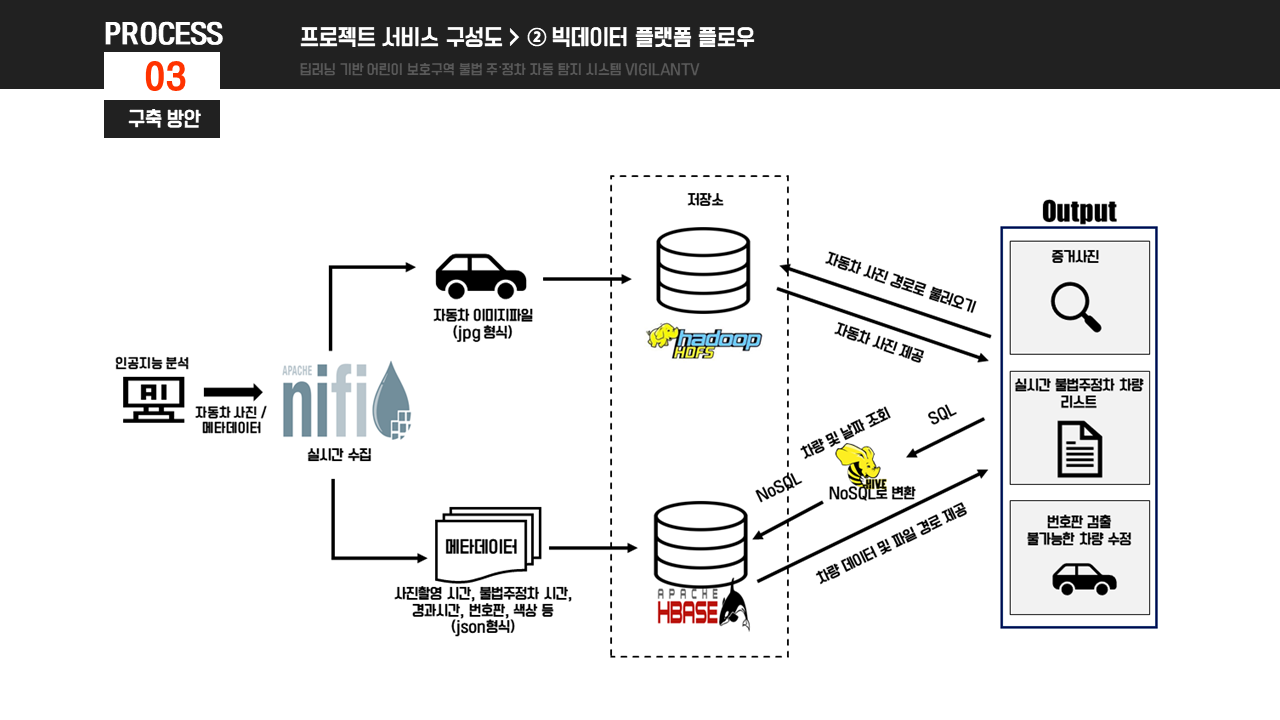 PROCESS
03
구축 방안
프로젝트 서비스 구성도 > ② 빅데이터 플랫폼 플로우
딥러닝 기반 어린이 보호구역 불법 주·정차 자동 탐지 시스템 VIGILANTV
인공지능 분석
AI
자동차 사진 /
메타데이터
APACHE
nifi
실시간 수집
자동차 이미지파일
(jpg 형식)
메타데이터
사진촬영 시간, 불법주정차 시간,
경과시간, 번호판, 색상 등
(json형식)
저장소
hadoop
HDFS
APACHE
HBASE
자동차 사진 경로로 불러오기
자동차 사진 제공
SQL
차량 및 날짜 조회
HIVE
NoSQL로 변환
NoSQL
차량 데이터 및 파일 경로 제공
Output
증거사진
실시간 불법주정차 차량
리스트
번호판 검출
불가능한 차량 수정